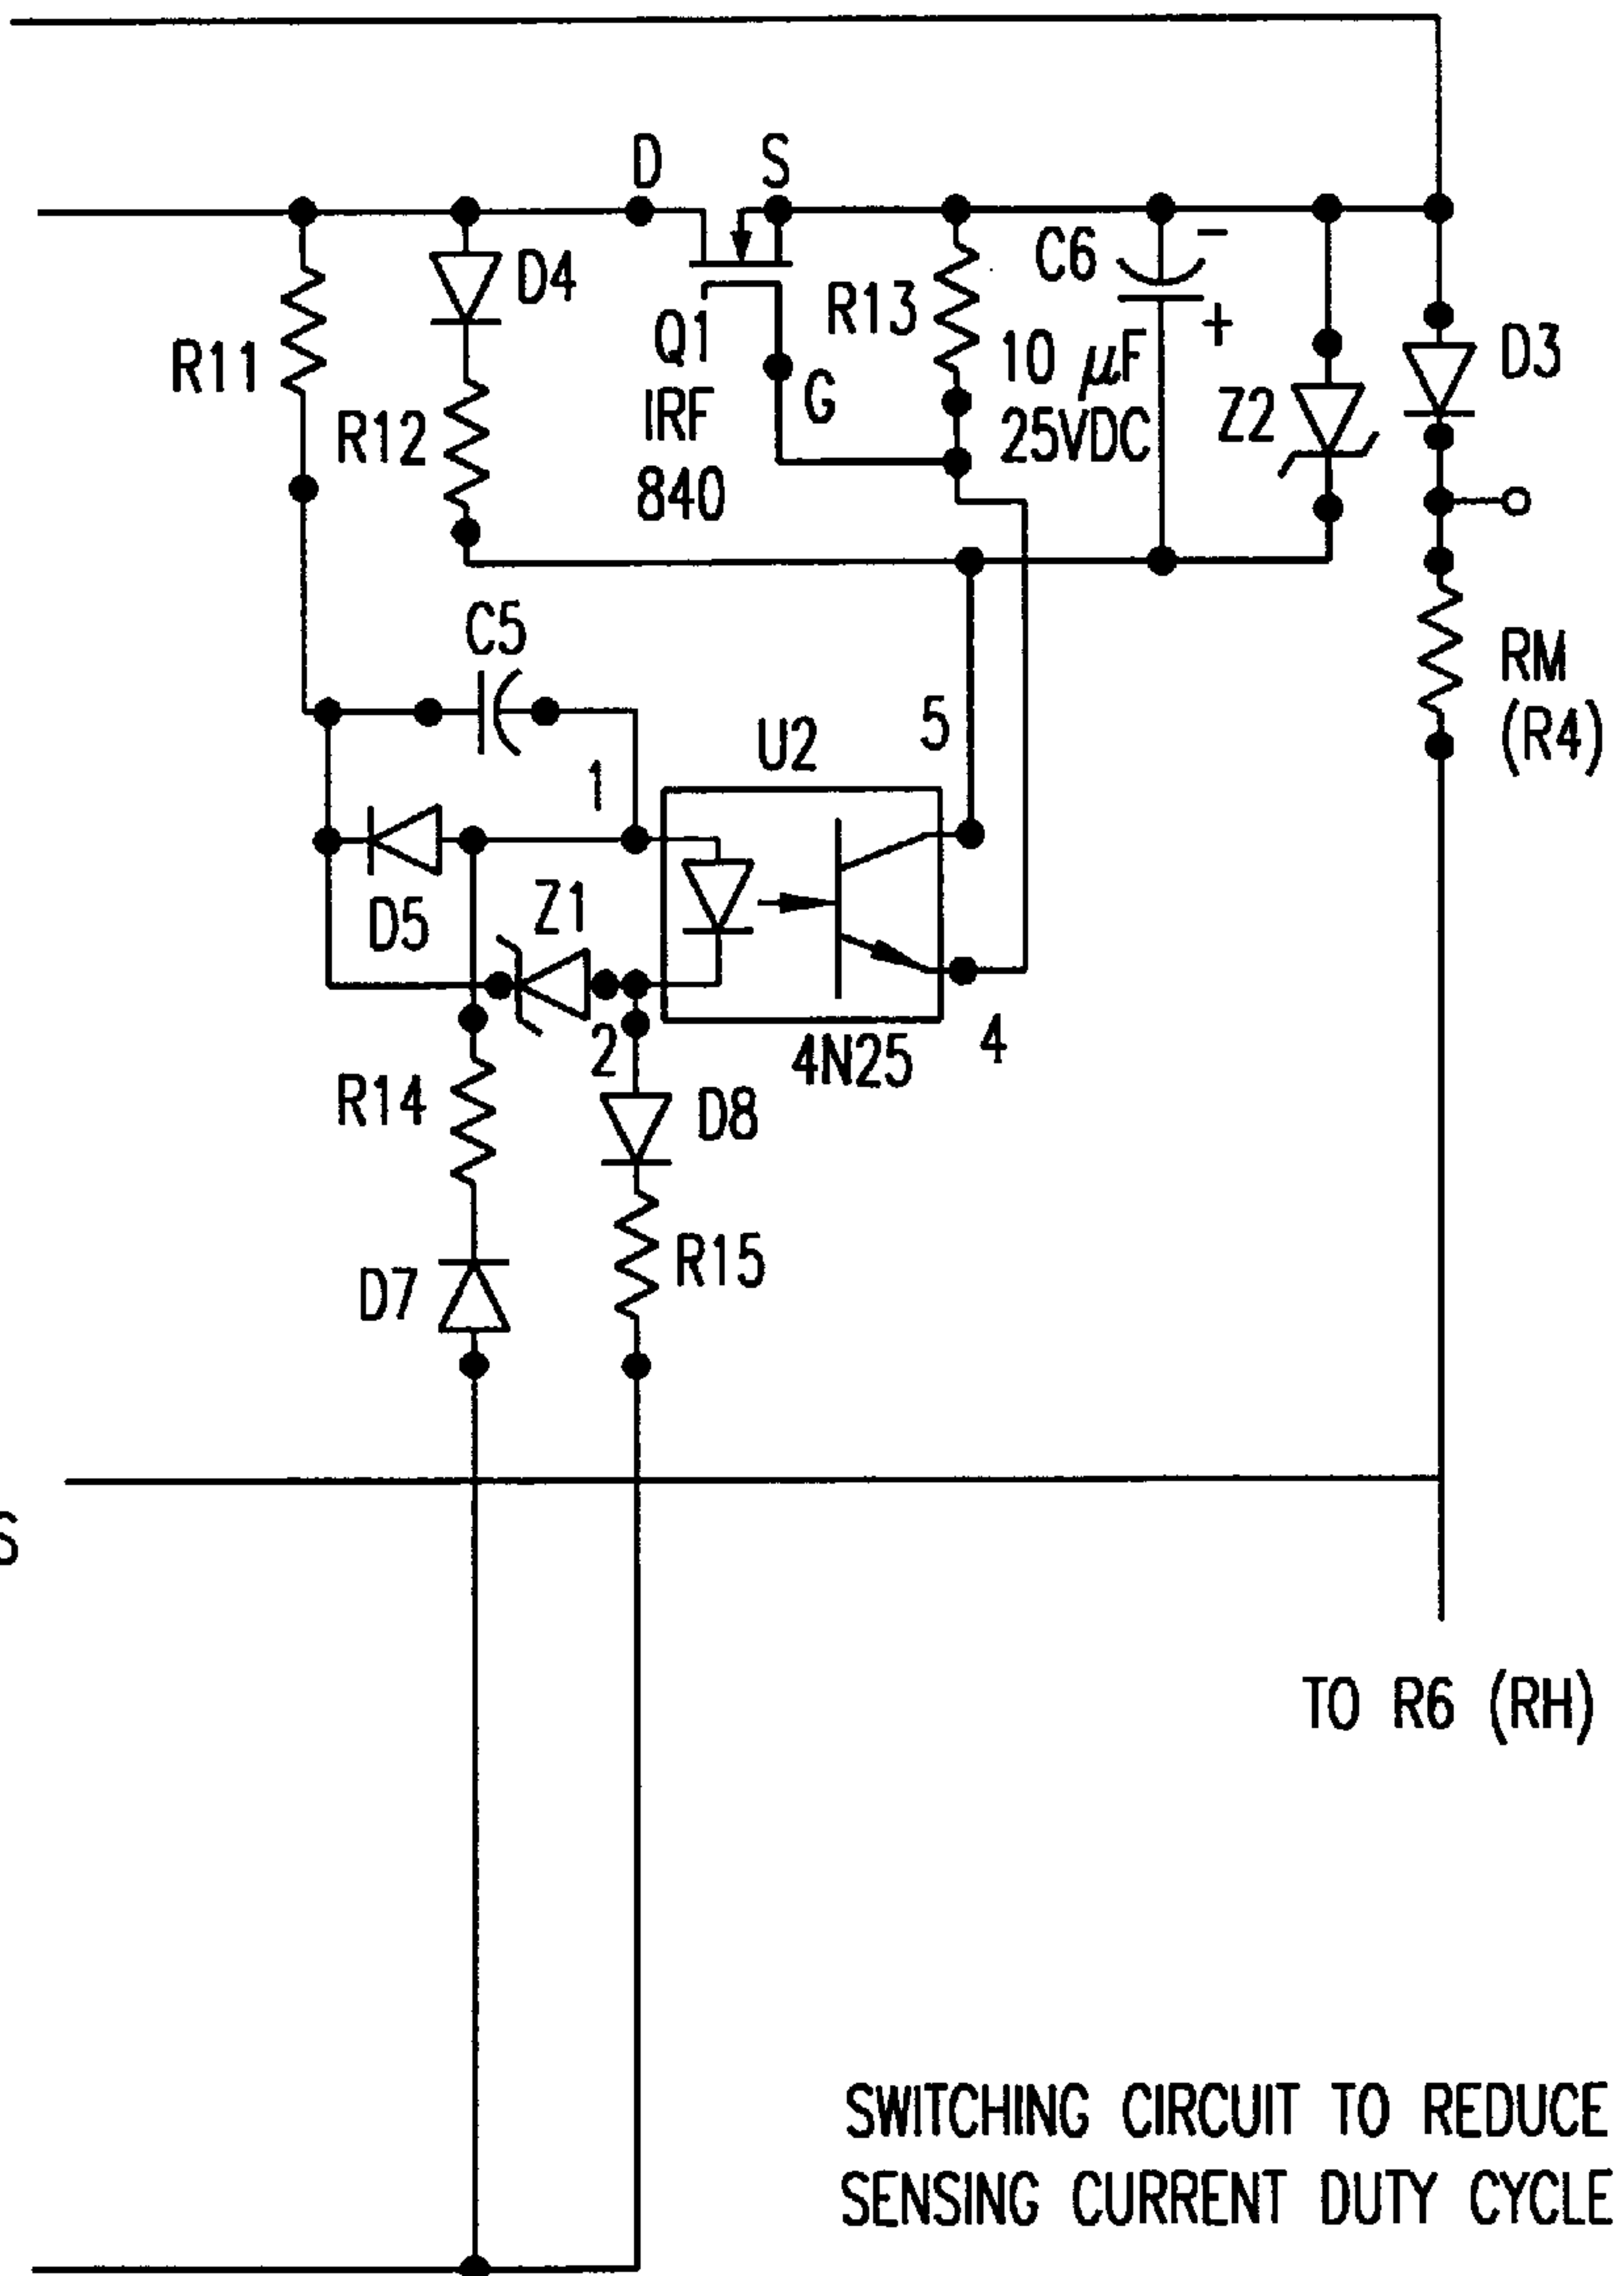 D S
D4
C6 -
+
R11
Q1
IRF
840
R13
G
10 μF
25VDC
Z2
D3
R12
C5
RM
(R4)
U2
5
1
D5
Z1
2
4N25
4
R14
D8
R15
D7
S
TO R6 (RH)
SWITCHING CIRCUIT TO REDUCE
SENSING CURRENT DUTY CYCLE